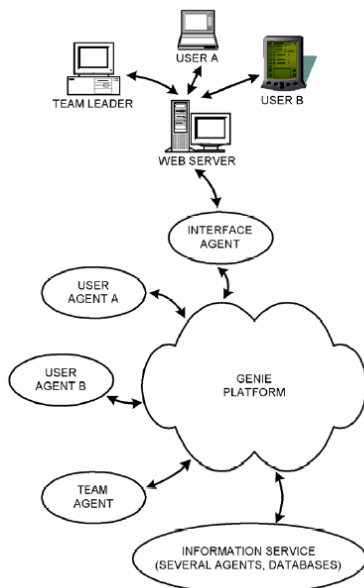 USER A
TEAM LEADER
USER B
WEB SERVER
INTERFACE
AGENT
USER
AGENT A
USER
AGENT B
GENIE
PLATFORM
TEAM
AGENT
INFORMATION SERVICE
(SEVERAL AGENTS, DATABASES)